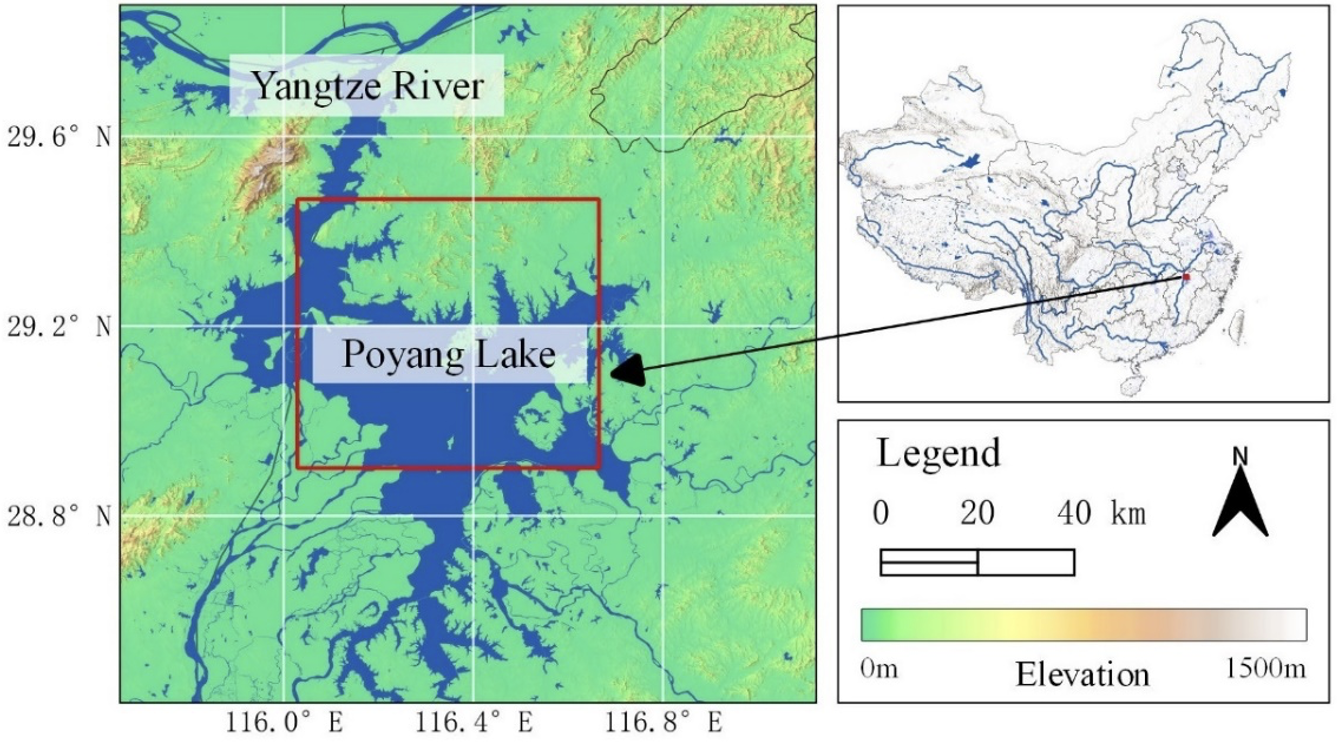 Yangtze River
29.6° N
29.2° N
Poyang Lake
28.8° N
116.0° E 116.4° E 116.8° E
Legend
N
0 20 40 km
0m Elevation 1500m